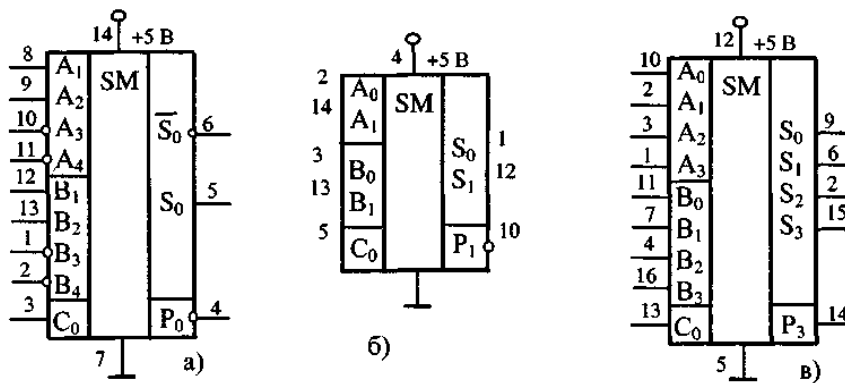 14 +5 В
8 A₁ SM
9 A₂
10 A₃ S̅₀ 6
11 A₄
12 B₁ S₀ 5
13 B₂
1 B₃
2 B₄
3 C₀ P₀ 4
7 а)
4 +5 В
2 A₀ SM
14 A₁
3 B₀ S₀ 1
13 B₁ S₁ 12
5 C₀ P₁ 10
б)
12 +5 В
10 A₀ SM
2 A₁
3 A₂ S₀ 9
1 A₃ S₁ 6
11 B₀ S₂ 2
7 B₁ S₃ 15
4 B₂
16 B₃
13 C₀ P₃ 14
5 в)